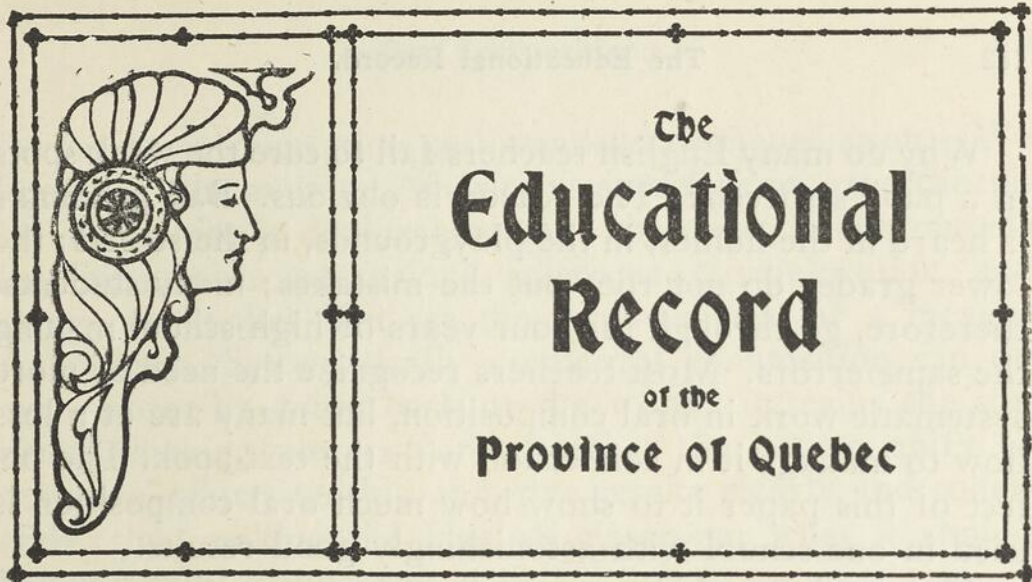 The
Educational
Record
of the
Province of Quebec